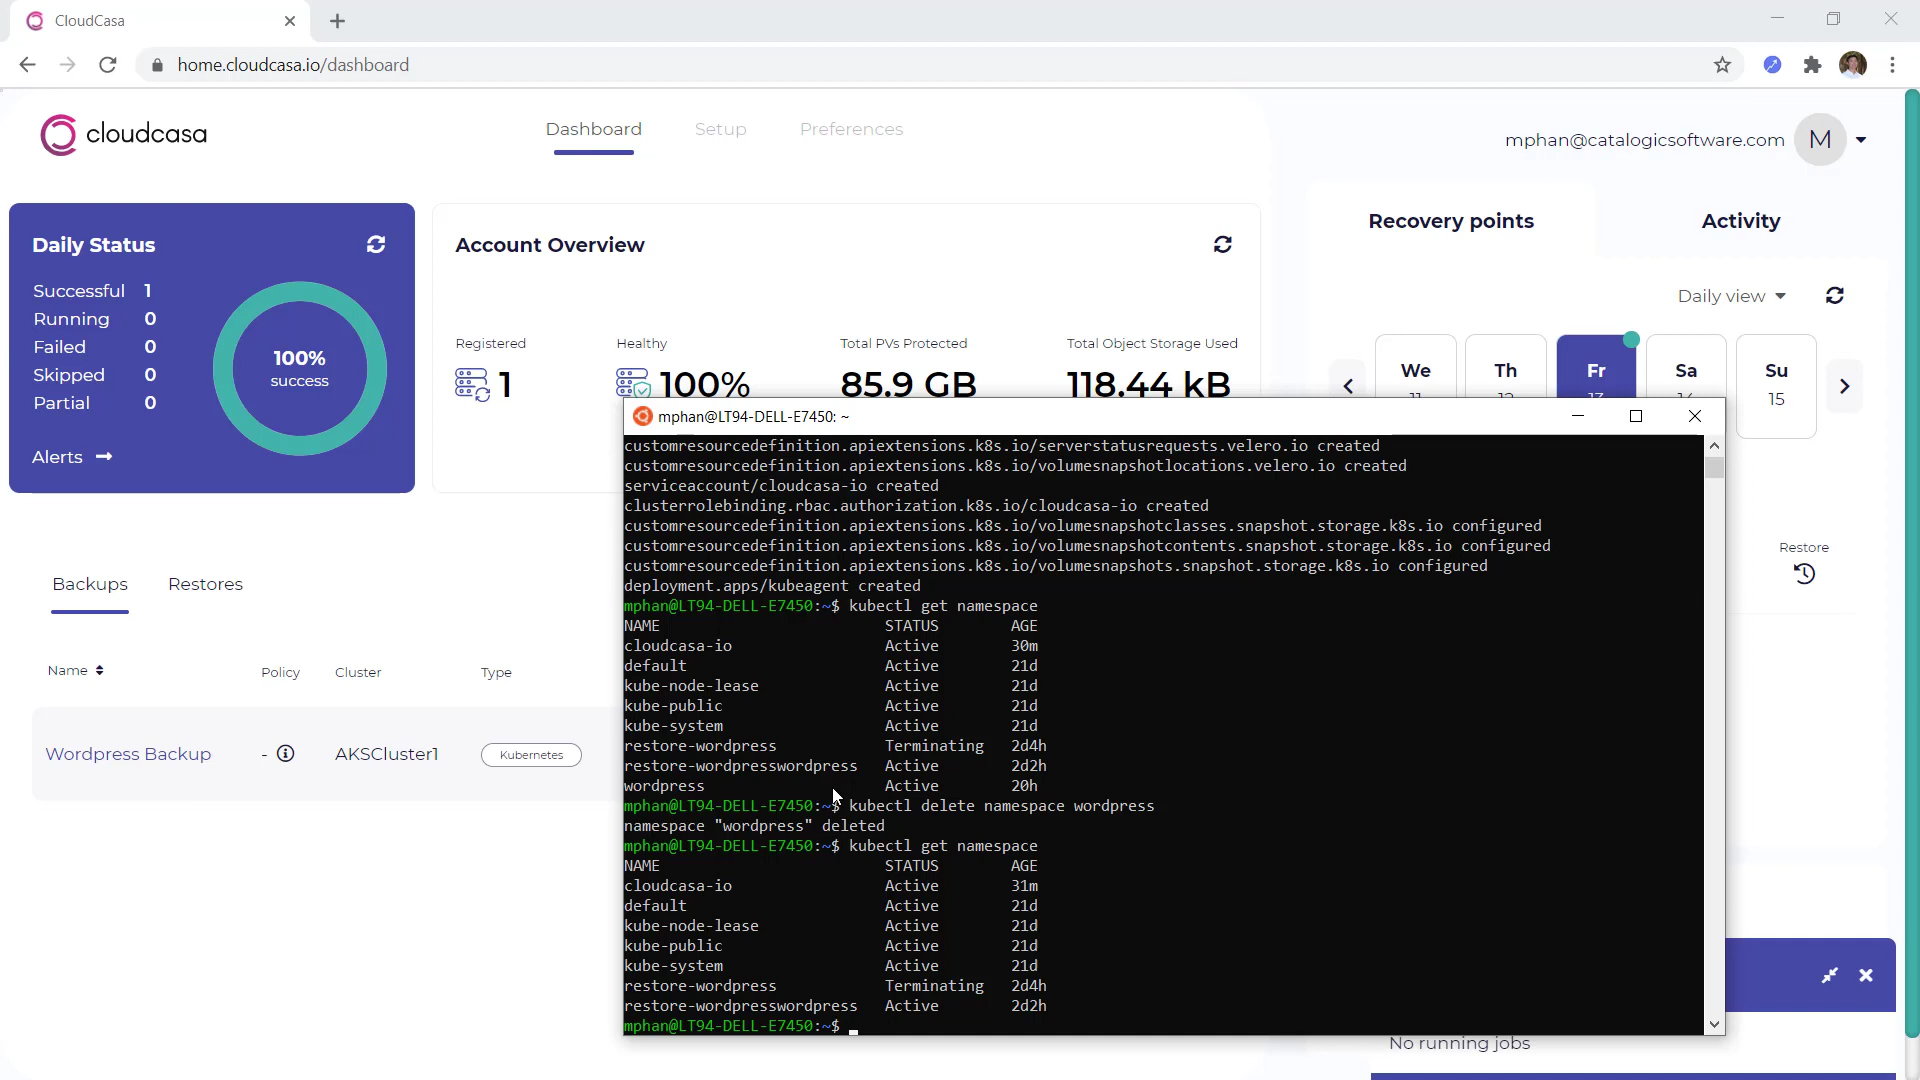 CloudCasa
home.cloudcasa.io/dashboard
cloudcasa
Dashboard
Setup
Preferences
mphan@catalogicsoftware.com
M
Daily Status
Successful 1
Running 0
Failed 0
Skipped 0
Partial 0
100%
success
Alerts
Account Overview
Registered
1
Healthy
100%
Total PVs Protected
85.9 GB
Total Object Storage Used
118.44 kB
Recovery points
Activity
Daily view
We
Th
Fr
Sa
Su
15
Restore
Backups
Restores
Name
Policy
Cluster
Type
Wordpress Backup
-
AKSCluster1
Kubernetes
mphan@LT94-DELL-E7450: ~
customresourcedefinition.apiextensions.k8s.io/serverstatusrequests.velero.io created
customresourcedefinition.apiextensions.k8s.io/volumesnapshotlocations.velero.io created
serviceaccount/cloudcasa-io created
clusterrolebinding.rbac.authorization.k8s.io/cloudcasa-io created
customresourcedefinition.apiextensions.k8s.io/volumesnapshotclasses.snapshot.storage.k8s.io configured
customresourcedefinition.apiextensions.k8s.io/volumesnapshotcontents.snapshot.storage.k8s.io configured
customresourcedefinition.apiextensions.k8s.io/volumesnapshots.snapshot.storage.k8s.io configured
deployment.apps/kubeagent created
mphan@LT94-DELL-E7450:~$ kubectl get namespace
NAME STATUS AGE
cloudcasa-io Active 30m
default Active 21d
kube-node-lease Active 21d
kube-public Active 21d
kube-system Active 21d
restore-wordpress Terminating 2d4h
restore-wordpresswordpress Active 2d2h
wordpress Active 20h
mphan@LT94-DELL-E7450:~$ kubectl delete namespace wordpress
namespace "wordpress" deleted
mphan@LT94-DELL-E7450:~$ kubectl get namespace
NAME STATUS AGE
cloudcasa-io Active 31m
default Active 21d
kube-node-lease Active 21d
kube-public Active 21d
kube-system Active 21d
restore-wordpress Terminating 2d4h
restore-wordpresswordpress Active 2d2h
mphan@LT94-DELL-E7450:~$
No running jobs